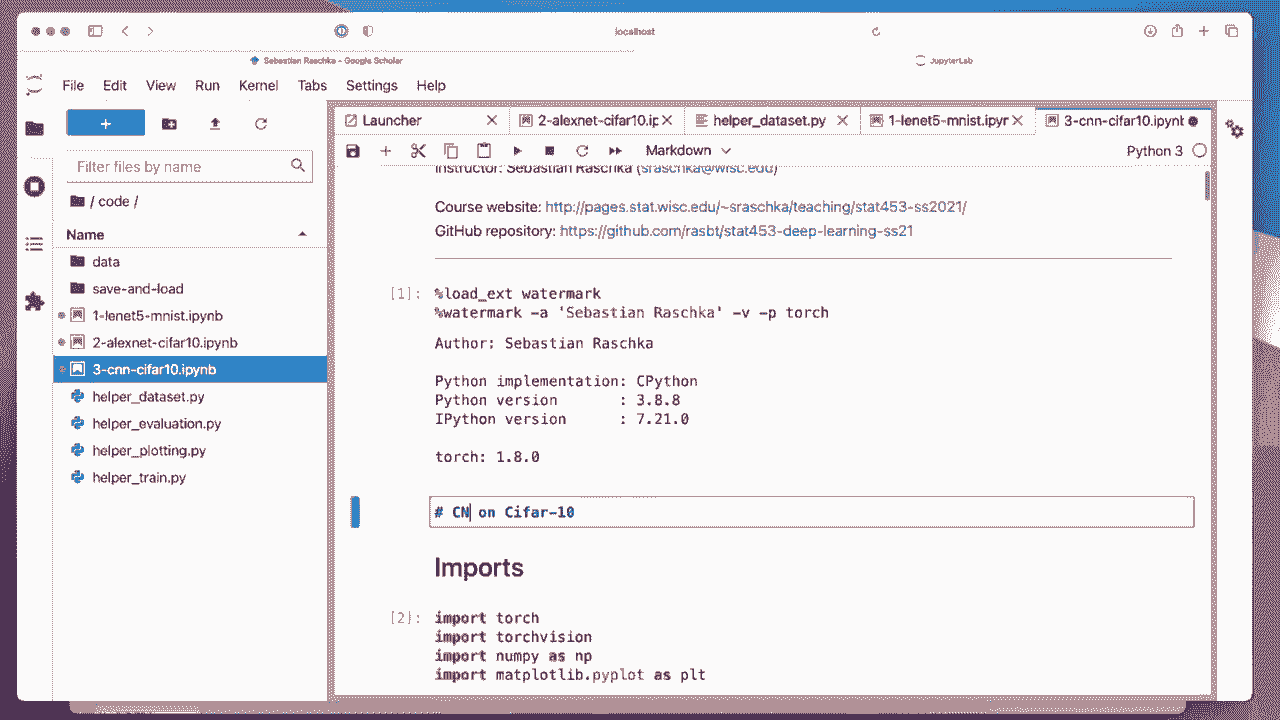 localhost
Sebastian Raschka - Google Scholar
JupyterLab
File Edit View Run Kernel Tabs Settings Help
Launcher
2-alexnet-cifar10.ip
helper_dataset.py
1-lenet5-mnist.ipyr
3-cnn-cifar10.ipynb
Filter files by name
Markdown
Python 3
/ code /
Name
data
save-and-load
1-lenet5-mnist.ipynb
2-alexnet-cifar10.ipynb
3-cnn-cifar10.ipynb
helper_dataset.py
helper_evaluation.py
helper_plotting.py
helper_train.py
Instructor: Sebastian Raschka (sraschka@wisc.edu)
Course website: http://pages.stat.wisc.edu/~sraschka/teaching/stat453-ss2021/
GitHub repository: https://github.com/rasbt/stat453-deep-learning-ss21
[1]: %load_ext watermark
%watermark -a 'Sebastian Raschka' -v -p torch
Author: Sebastian Raschka
Python implementation: CPython
Python version : 3.8.8
IPython version : 7.21.0
torch: 1.8.0
# CN on Cifar-10
Imports
[2]: import torch
import torchvision
import numpy as np
import matplotlib.pyplot as plt